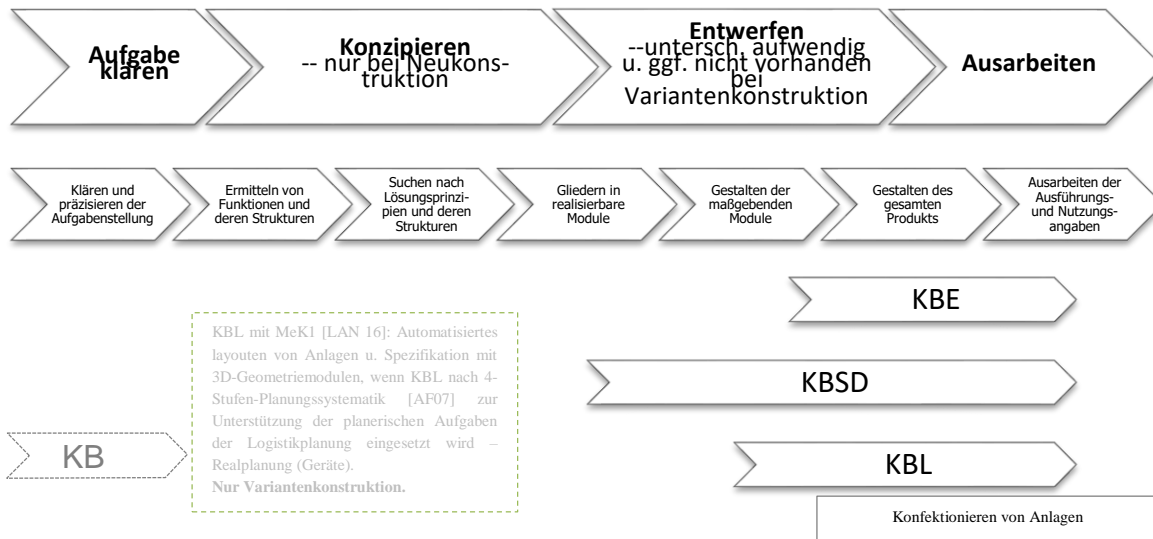 Aufgabe
klären
Konzipieren
-- nur bei Neukons-
truktion
Entwerfen
--untersch. aufwendig
u. ggf. nicht vorhanden
bei
Variantenkonstruktion
Ausarbeiten
Klären und
präzisieren der
Aufgabenstellung
Ermitteln von
Funktionen und
deren Strukturen
Suchen nach
Lösungsprinzi-
pien und deren
Strukturen
Gliedern in
realisierbare
Module
Gestalten der
maßgebenden
Module
Gestalten des
gesamten
Produkts
Ausarbeiten der
Ausführungs-
und Nutzungs-
angaben
KBE
KBSD
KB
KBL mit MeK1 [LAN 16]: Automatisiertes
layouten von Anlagen u. Spezifikation mit
3D-Geometriemodulen, wenn KBL nach 4-
Stufen-Planungssystematik [AF07] zur
Unterstützung der planerischen Aufgaben
der Logistikplanung eingesetzt wird –
Realplanung (Geräte).
Nur Variantenkonstruktion.
KBL
Konfektionieren von Anlagen